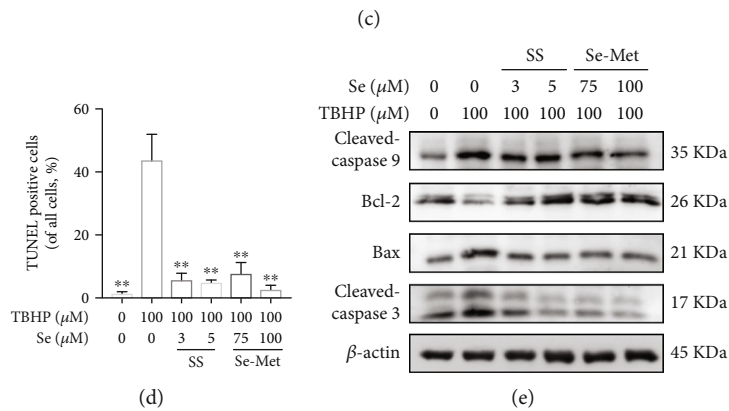 (c)
60
40
20
0
TUNEL positive cells
(of all cells, %)
** ** ** ** **
TBHP (μM) 0 100 100 100 100 100
Se (μM) 0 0 3 5 75 100
SS Se-Met
(d)
SS Se-Met
Se (μM) 0 0 3 5 75 100
TBHP (μM) 0 100 100 100 100 100
Cleaved-
caspase 9 35 KDa
Bcl-2 26 KDa
Bax 21 KDa
Cleaved-
caspase 3 17 KDa
β-actin 45 KDa
(e)